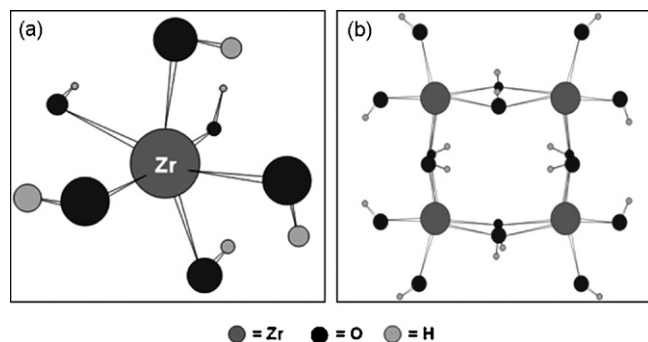 (a)
(b)
Zr
= Zr = O = H